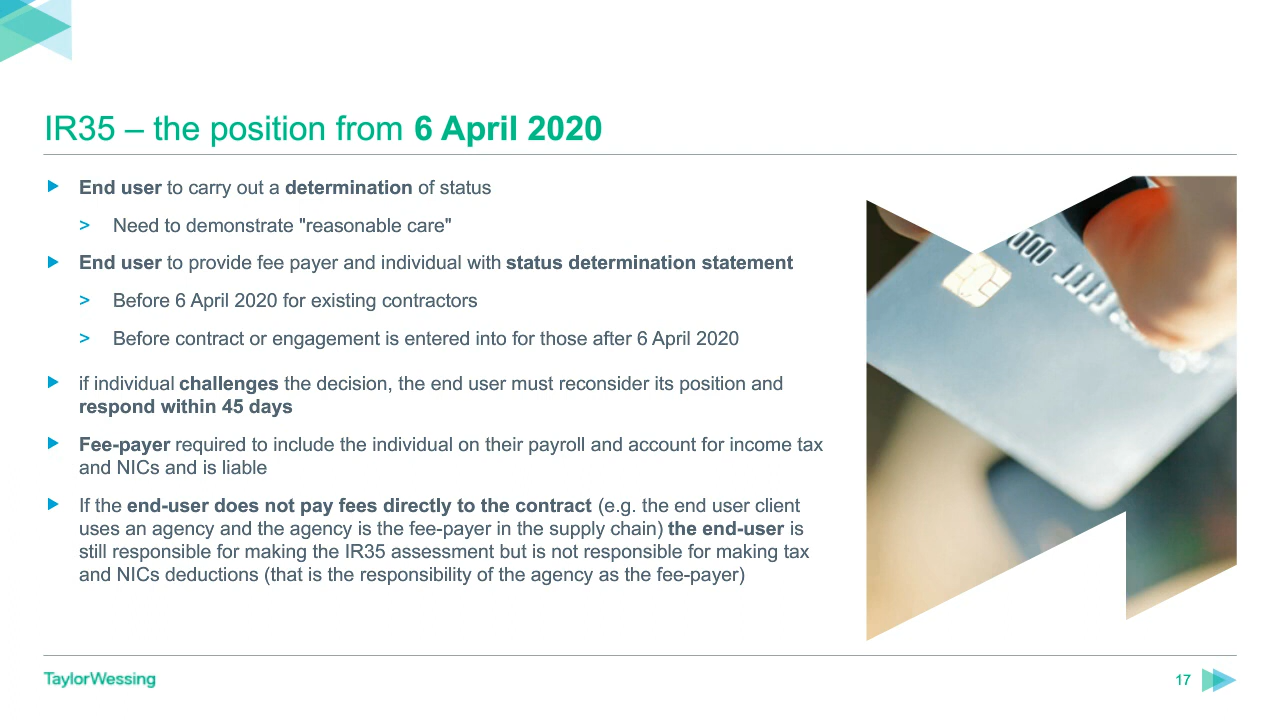 IR35 – the position from 6 April 2020
End user to carry out a determination of status
> Need to demonstrate "reasonable care"
End user to provide fee payer and individual with status determination statement
> Before 6 April 2020 for existing contractors
> Before contract or engagement is entered into for those after 6 April 2020
if individual challenges the decision, the end user must reconsider its position and
respond within 45 days
Fee-payer required to include the individual on their payroll and account for income tax
and NICs and is liable
If the end-user does not pay fees directly to the contract (e.g. the end user client
uses an agency and the agency is the fee-payer in the supply chain) the end-user is
still responsible for making the IR35 assessment but is not responsible for making tax
and NICs deductions (that is the responsibility of the agency as the fee-payer)
TaylorWessing
17